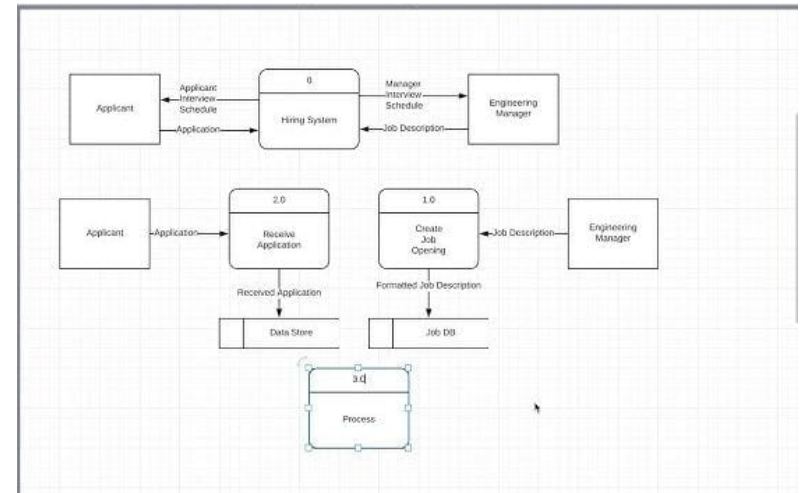 0
Applicant
Interview
Schedule
Manager
Interview
Schedule
Applicant
Hiring System
Engineering
Manager
Application
Job Description
2.0
1.0
Applicant
Application
Receive
Application
Create
Job
Opening
Job Description
Engineering
Manager
Received Application
Formatted Job Description
Data Store
Job DB
3.0
Process